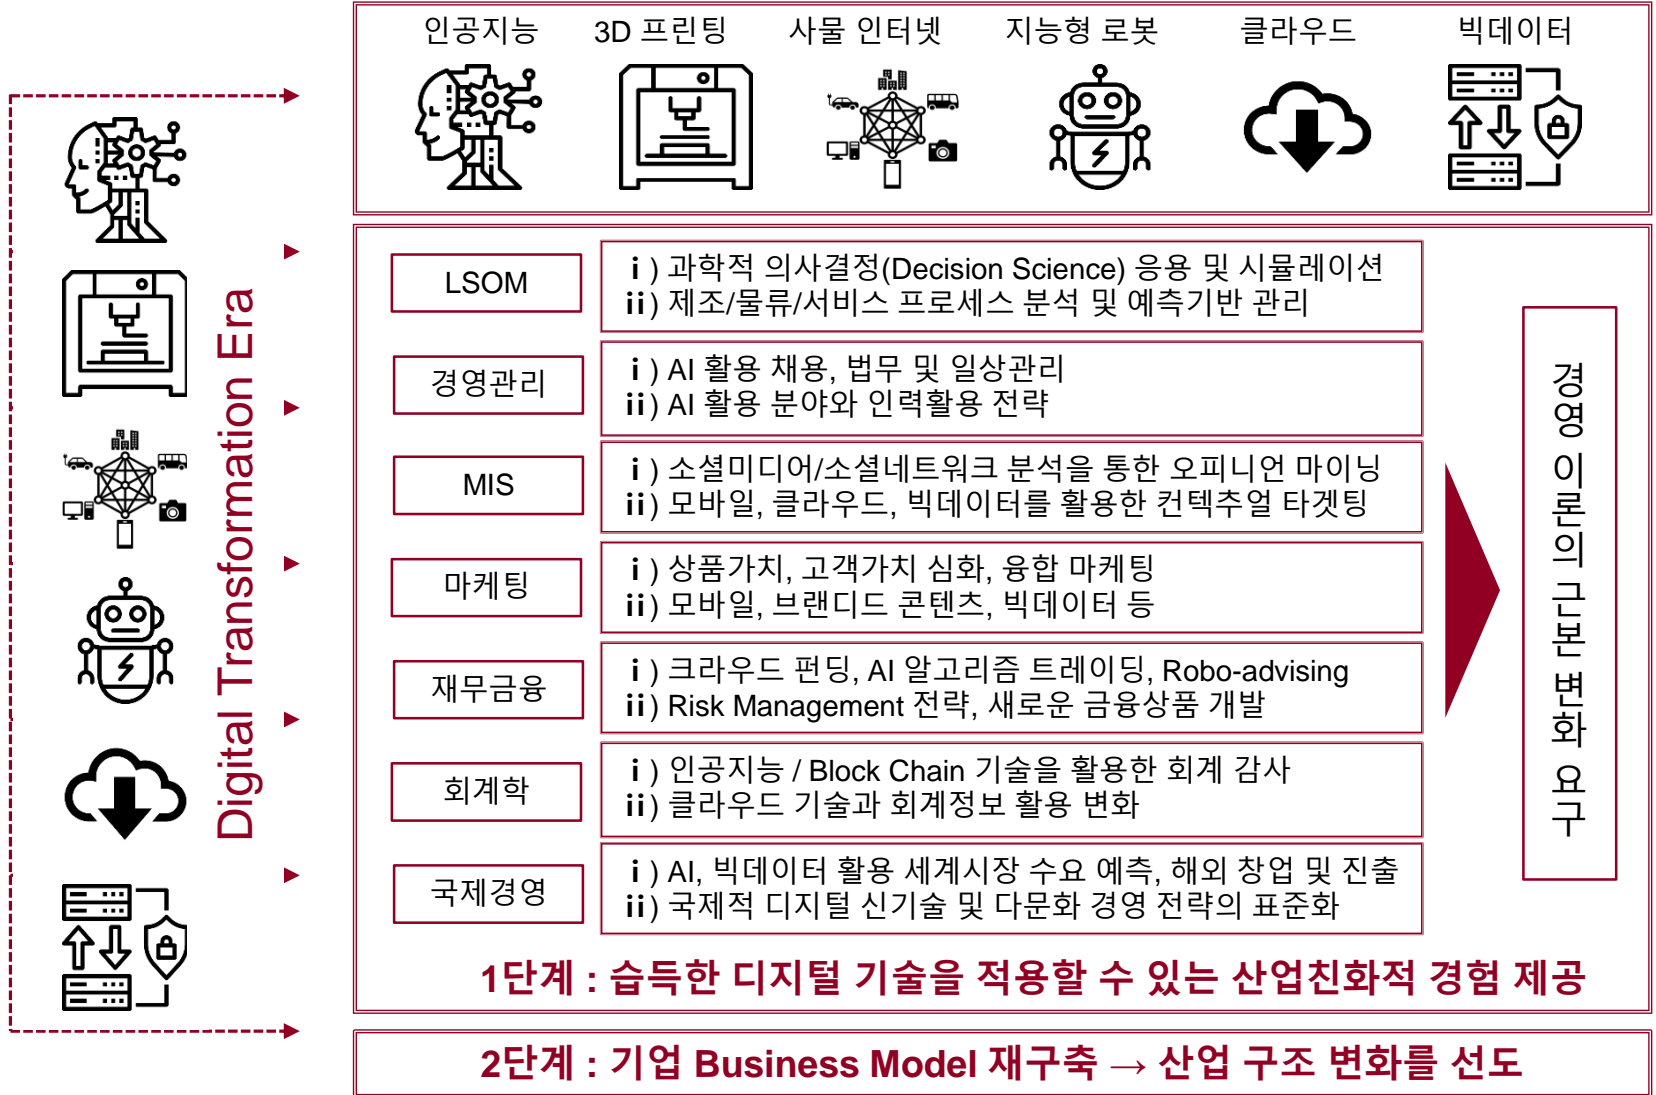 인공지능
3D 프린팅
사물 인터넷
지능형 로봇
클라우드
빅데이터
Digital Transformation Era
LSOM
ⅰ) 과학적 의사결정(Decision Science) 응용 및 시뮬레이션
ⅱ) 제조/물류/서비스 프로세스 분석 및 예측기반 관리
경영관리
ⅰ) AI 활용 채용, 법무 및 일상관리
ⅱ) AI 활용 분야와 인력활용 전략
MIS
ⅰ) 소셜미디어/소셜네트워크 분석을 통한 오피니언 마이닝
ⅱ) 모바일, 클라우드, 빅데이터를 활용한 컨텍추얼 타겟팅
마케팅
ⅰ) 상품가치, 고객가치 심화, 융합 마케팅
ⅱ) 모바일, 브랜디드 콘텐츠, 빅데이터 등
재무금융
ⅰ) 크라우드 펀딩, AI 알고리즘 트레이딩, Robo-advising
ⅱ) Risk Management 전략, 새로운 금융상품 개발
회계학
ⅰ) 인공지능 / Block Chain 기술을 활용한 회계 감사
ⅱ) 클라우드 기술과 회계정보 활용 변화
국제경영
ⅰ) AI, 빅데이터 활용 세계시장 수요 예측, 해외 창업 및 진출
ⅱ) 국제적 디지털 신기술 및 다문화 경영 전략의 표준화
경영 이론의 근본 변화 요구
1단계 : 습득한 디지털 기술을 적용할 수 있는 산업친화적 경험 제공
2단계 : 기업 Business Model 재구축 → 산업 구조 변화를 선도